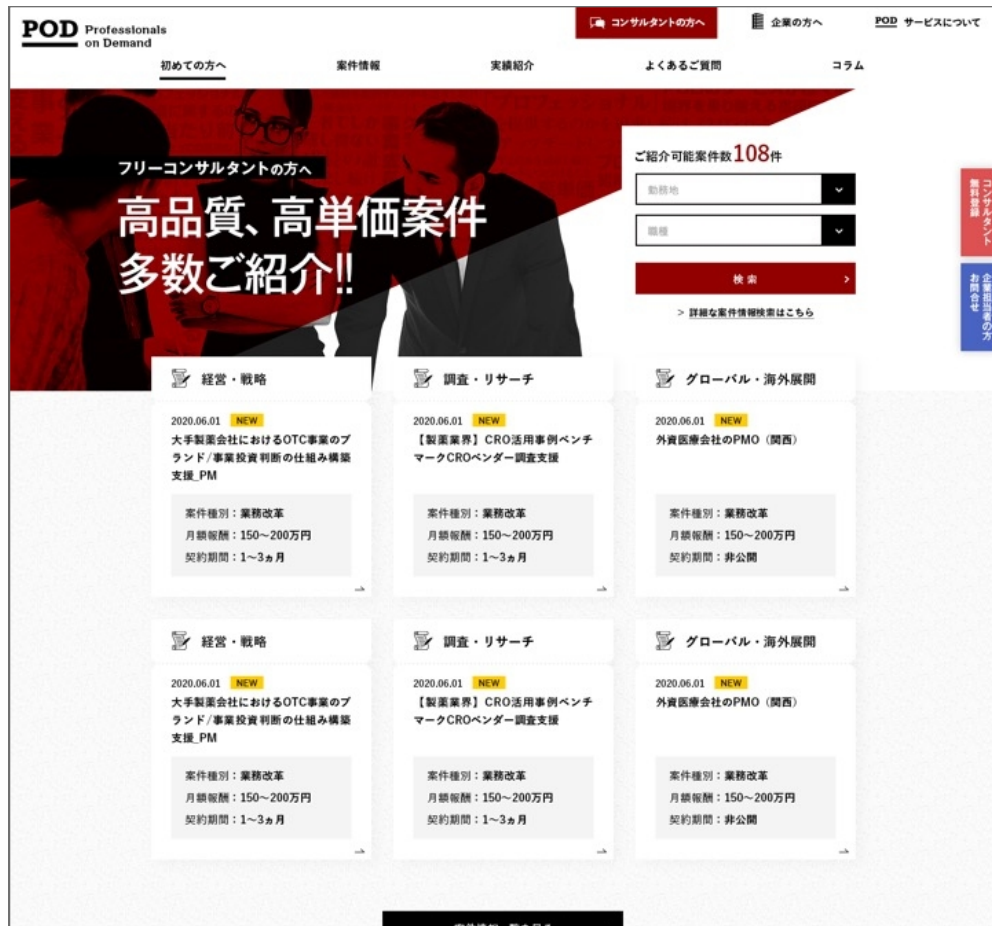 POD Professionals
on Demand
コンサルタントの方へ
企業の方へ
POD サービスについて
初めての方へ
案件情報
実績紹介
よくあるご質問
コラム
フリーコンサルタントの方へ
高品質、高単価案件
多数ご紹介!!
ご紹介可能案件数108件
勤務地
職種
検索
> 詳細な案件情報検索はこちら
コンサルタント
無料登録
企業担当者の方
お問合せ
経営・戦略
2020.06.01 NEW
大手製薬会社におけるOTC事業のブ
ランド/事業投資判断の仕組み構築
支援_PM
案件種別：業務改革
月額報酬：150〜200万円
契約期間：1〜3ヵ月
調査・リサーチ
2020.06.01 NEW
【製薬業界】CRO活用事例ベンチ
マークCROベンダー調査支援
案件種別：業務改革
月額報酬：150〜200万円
契約期間：1〜3ヵ月
グローバル・海外展開
2020.06.01 NEW
外資医療会社のPMO（関西）
案件種別：業務改革
月額報酬：150〜200万円
契約期間：非公開
経営・戦略
2020.06.01 NEW
大手製薬会社におけるOTC事業のブ
ランド/事業投資判断の仕組み構築
支援_PM
案件種別：業務改革
月額報酬：150〜200万円
契約期間：1〜3ヵ月
調査・リサーチ
2020.06.01 NEW
【製薬業界】CRO活用事例ベンチ
マークCROベンダー調査支援
案件種別：業務改革
月額報酬：150〜200万円
契約期間：1〜3ヵ月
グローバル・海外展開
2020.06.01 NEW
外資医療会社のPMO（関西）
案件種別：業務改革
月額報酬：150〜200万円
契約期間：非公開